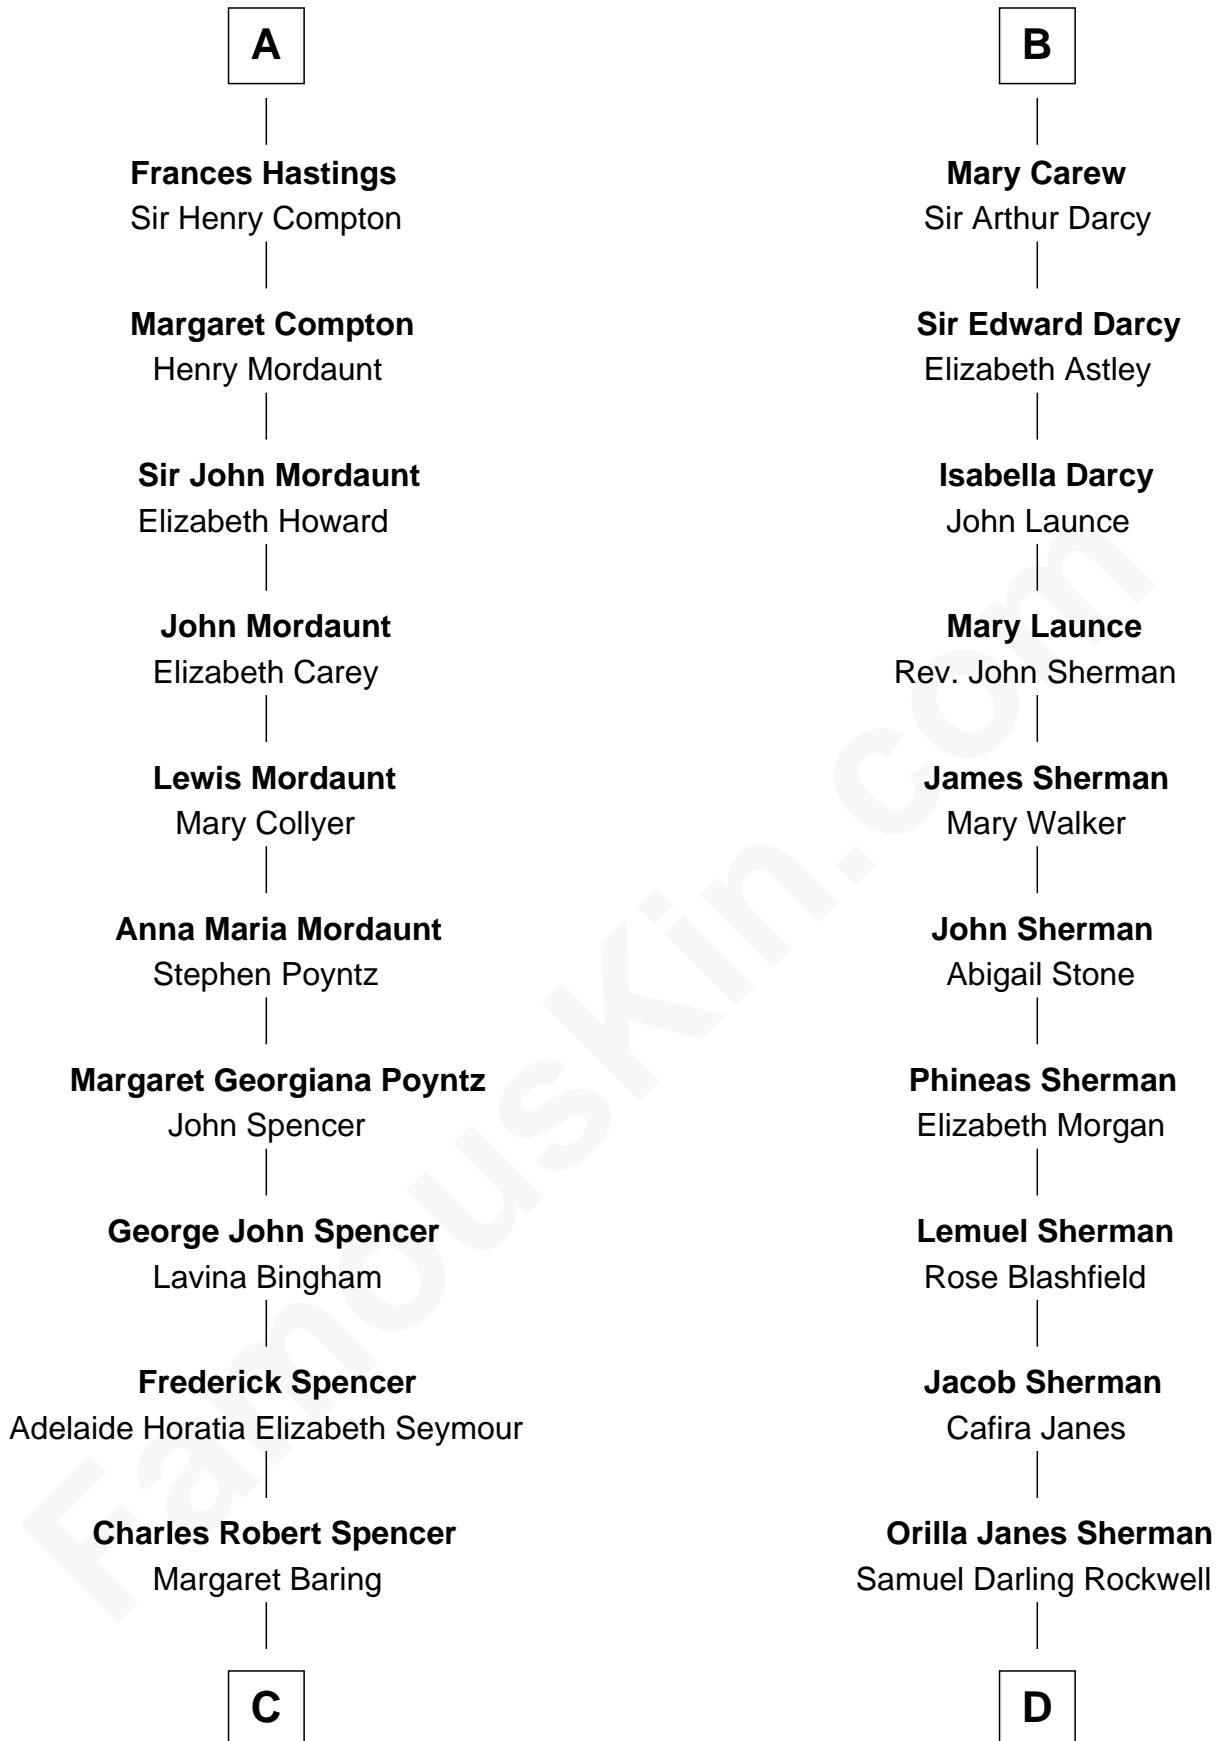 A
Frances Hastings
Sir Henry Compton
Margaret Compton
Henry Mordaunt
Sir John Mordaunt
Elizabeth Howard
John Mordaunt
Elizabeth Carey
Lewis Mordaunt
Mary Collyer
Anna Maria Mordaunt
Stephen Poyntz
Margaret Georgiana Poyntz
John Spencer
George John Spencer
Lavina Bingham
Frederick Spencer
Adelaide Horatia Elizabeth Seymour
Charles Robert Spencer
Margaret Baring
C
B
Mary Carew
Sir Arthur Darcy
Sir Edward Darcy
Elizabeth Astley
Isabella Darcy
John Launce
Mary Launce
Rev. John Sherman
James Sherman
Mary Walker
John Sherman
Abigail Stone
Phineas Sherman
Elizabeth Morgan
Lemuel Sherman
Rose Blashfield
Jacob Sherman
Cafira Janes
Orilla Janes Sherman
Samuel Darling Rockwell
D
FamousKin.com